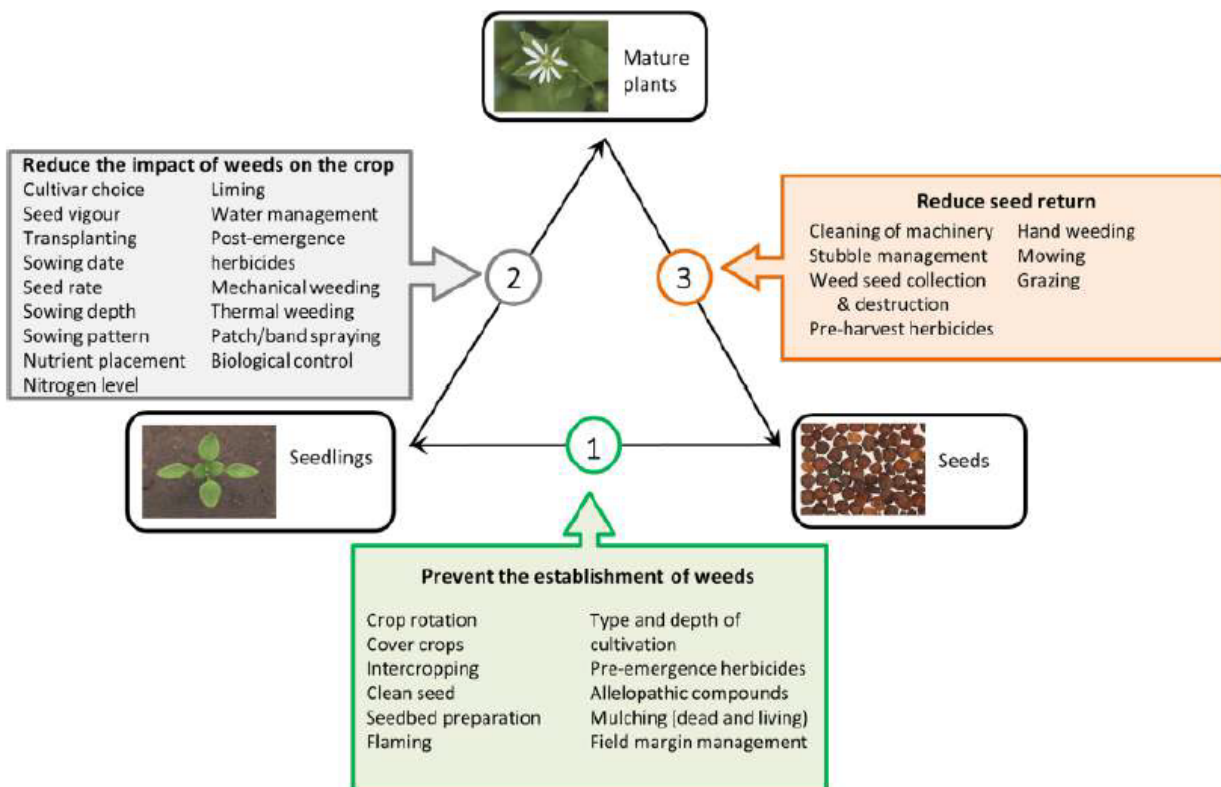 Mature
plants
Reduce the impact of weeds on the crop
Cultivar choice
Seed vigour
Transplanting
Sowing date
Seed rate
Sowing depth
Sowing pattern
Nutrient placement
Nitrogen level
Liming
Water management
Post-emergence
herbicides
Mechanical weeding
Thermal weeding
Patch/band spraying
Biological control
2
3
Reduce seed return
Cleaning of machinery
Stubble management
Weed seed collection
& destruction
Pre-harvest herbicides
Hand weeding
Mowing
Grazing
Seedlings
1
Seeds
Prevent the establishment of weeds
Crop rotation
Cover crops
Intercropping
Clean seed
Seedbed preparation
Flaming
Type and depth of
cultivation
Pre-emergence herbicides
Allelopathic compounds
Mulching (dead and living)
Field margin management